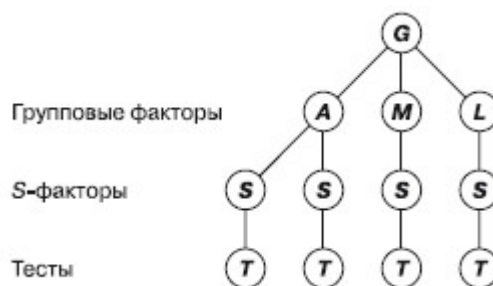 G
Групповые факторы A M L
S-факторы S S S S
Тесты T T T T